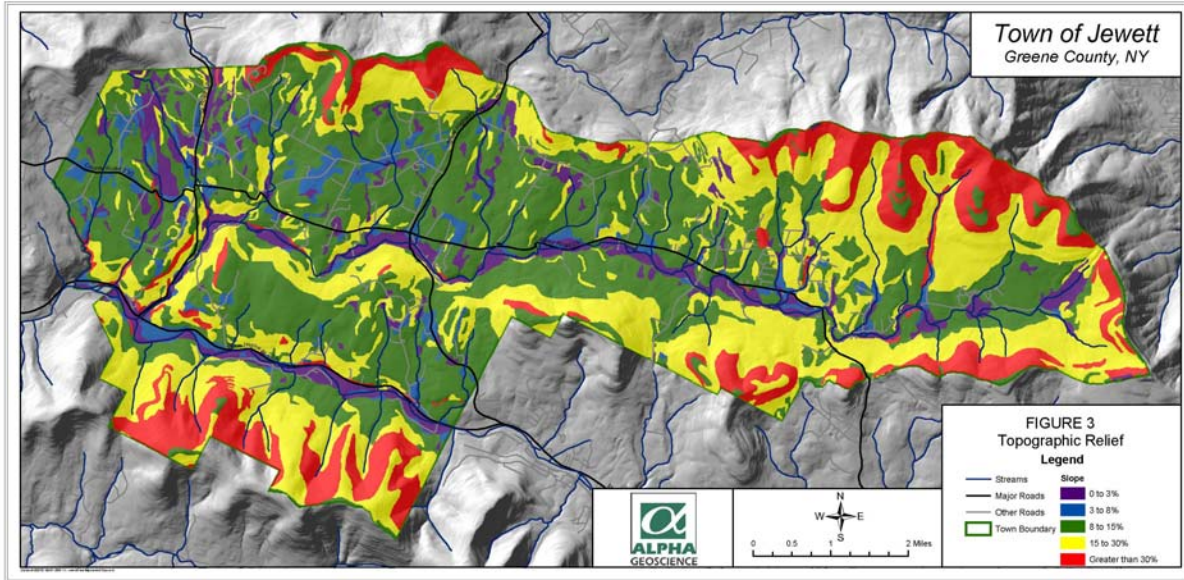 Town of Jewett
Greene County, NY
FIGURE 3
Topographic Relief
Legend
Streams
Major Roads
Other Roads
Town Boundary
Slope
0 to 3%
3 to 8%
8 to 15%
15 to 30%
Greater than 30%
α
ALPHA
GEOSCIENCE
N
W E
S
0 0.5 1 2 Miles